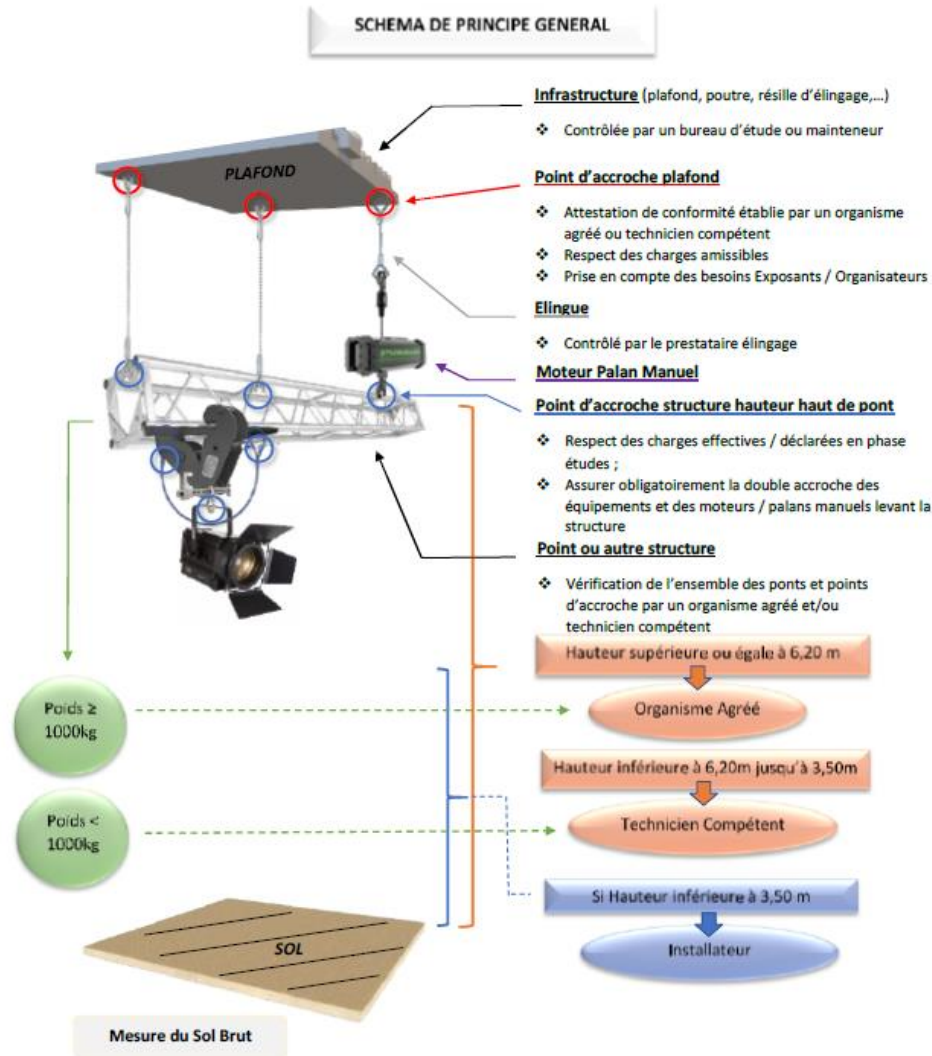 SCHEMA DE PRINCIPE GENERAL
PLAFOND
Infrastructure (plafond, poutre, résille d'élingage,...)
❖ Contrôlée par un bureau d'étude ou mainteneur
Point d'accroche plafond
❖ Attestation de conformité établie par un organisme
agréé ou technicien compétent
❖ Respect des charges amissibles
❖ Prise en compte des besoins Exposants / Organisateurs
Elingue
❖ Contrôlé par le prestataire élingage
Moteur Palan Manuel
Point d'accroche structure hauteur haut de pont
❖ Respect des charges effectives / déclarées en phase
études ;
❖ Assurer obligatoirement la double accroche des
équipements et des moteurs / palans manuels levant la
structure
Point ou autre structure
❖ Vérification de l'ensemble des ponts et points
d'accroche par un organisme agréé et/ou
technicien compétent
Hauteur supérieure ou égale à 6,20 m
Poids ≥
1000kg
Organisme Agréé
Hauteur inférieure à 6,20m jusqu'à 3,50m
Poids <
1000kg
Technicien Compétent
Si Hauteur inférieure à 3,50 m
Installateur
SOL
Mesure du Sol Brut